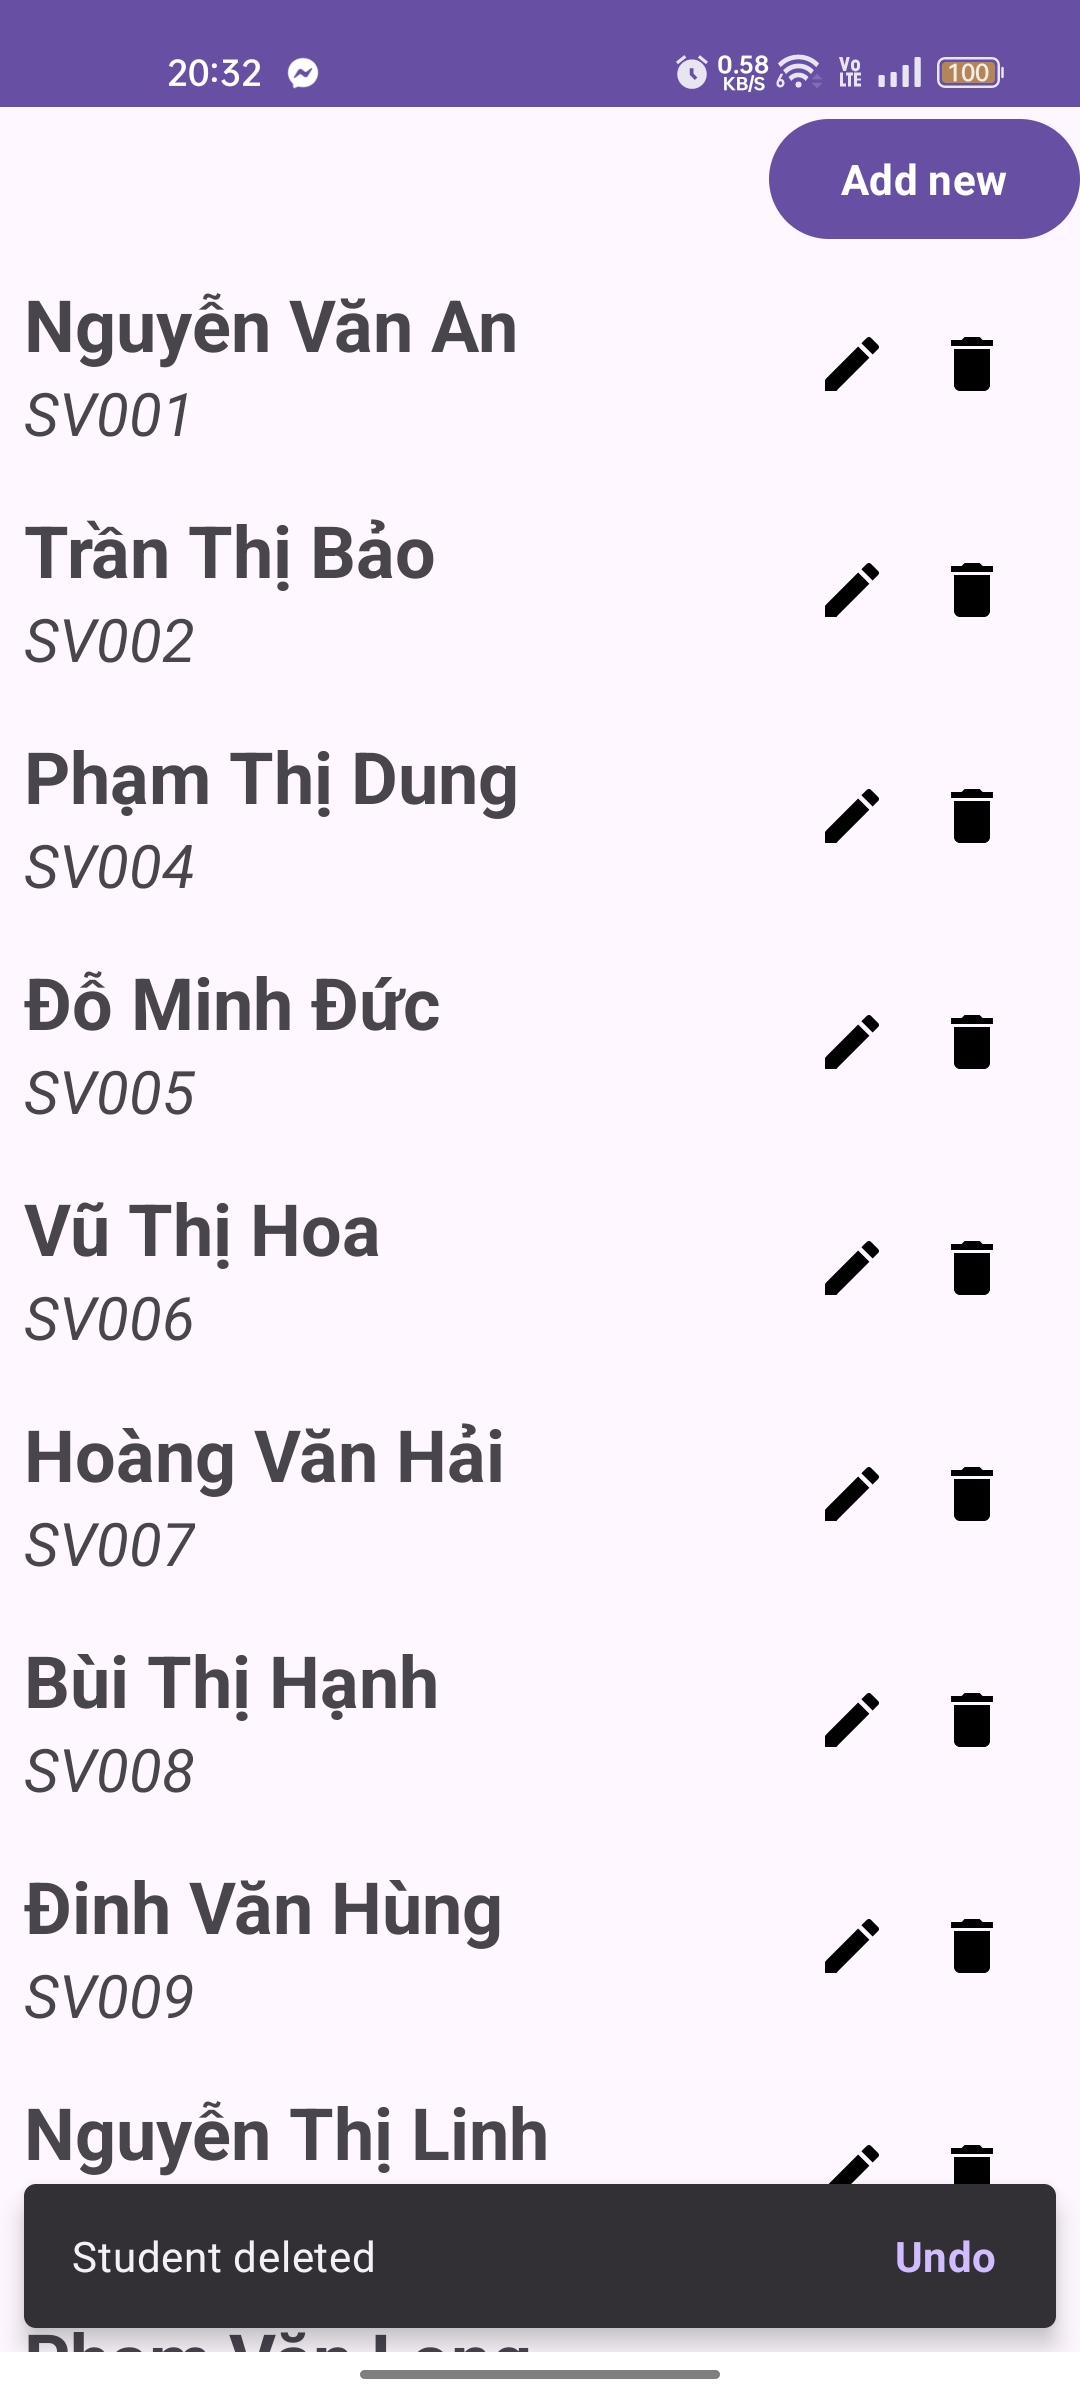 20:32 0.58 KB/S 6 Vo LTE 100
Add new
Nguyễn Văn An
SV001
Trần Thị Bảo
SV002
Phạm Thị Dung
SV004
Đỗ Minh Đức
SV005
Vũ Thị Hoa
SV006
Hoàng Văn Hải
SV007
Bùi Thị Hạnh
SV008
Đinh Văn Hùng
SV009
Nguyễn Thị Linh
Student deleted Undo